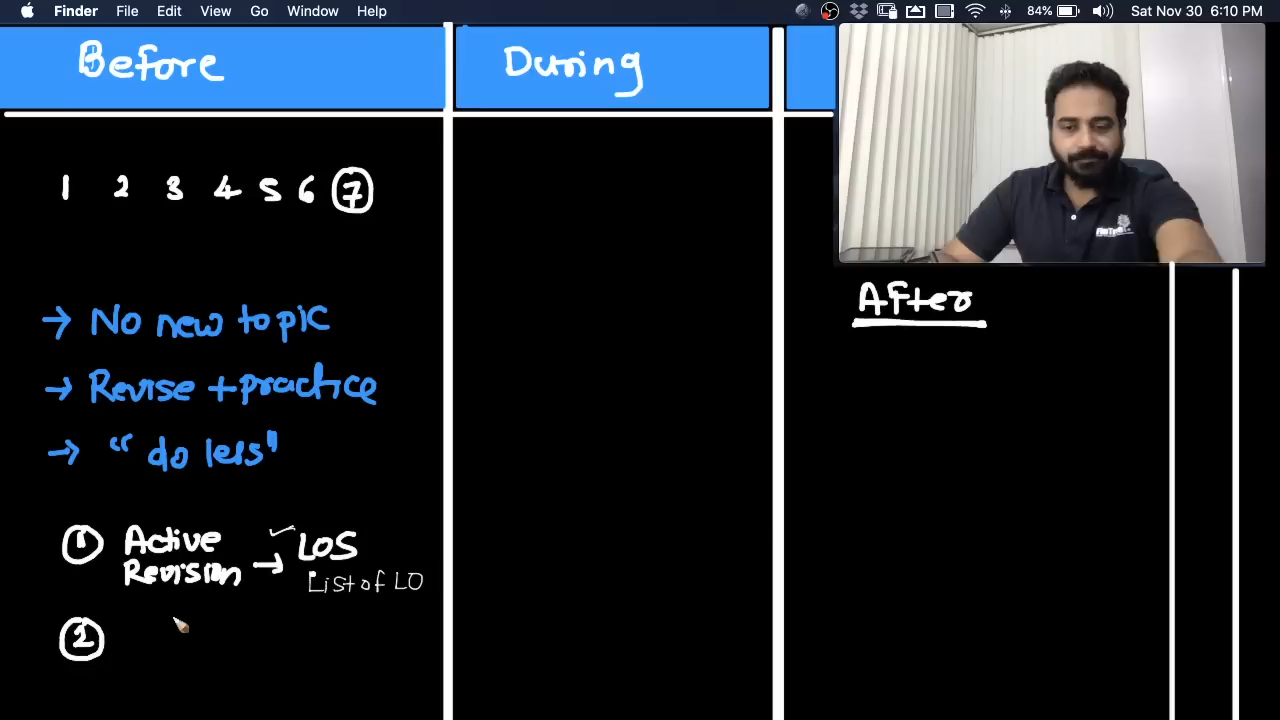 Finder File Edit View Go Window Help 84% Sat Nov 30 6:10 PM
Before
During
1 2 3 4 5 6 7
After
→ No new topic
→ Revise + practice
→ "do less"
1 Active Revision → ✓ LOS
List of LO
2